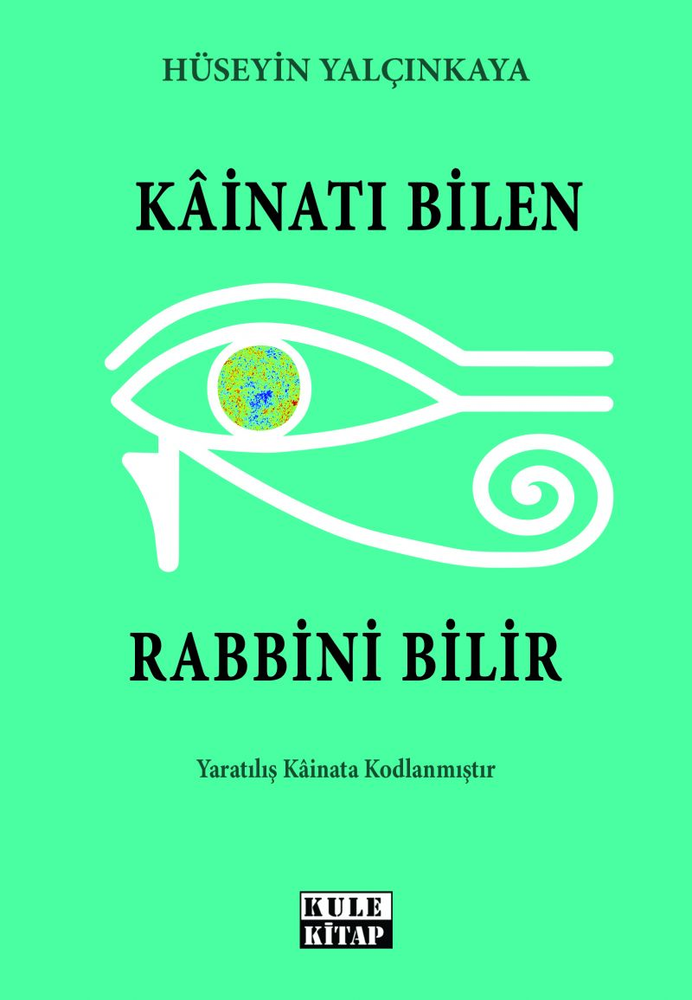 HÜSEYİN YALÇINKAYA
KÂİNATI BİLEN
RABBİNİ BİLİR
Yaratılış Kâinata Kodlanmıştır
KULE
KİTAP